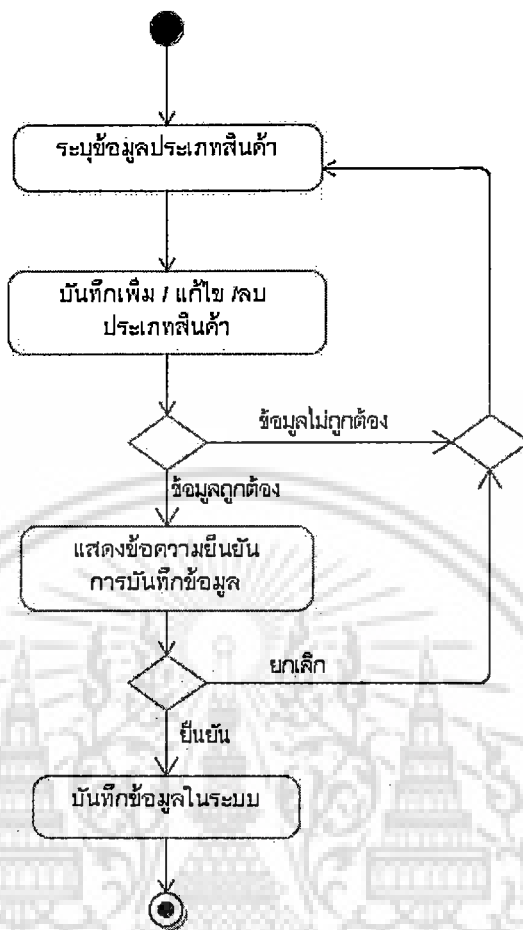 ระบุข้อมูลประเภทสินค้า
บันทึกเพิ่ม / แก้ไข /ลบ
ประเภทสินค้า
ข้อมูลไม่ถูกต้อง
ข้อมูลถูกต้อง
แสดงข้อความยืนยัน
การบันทึกข้อมูล
ยกเลิก
ยืนยัน
บันทึกข้อมูลในระบบ